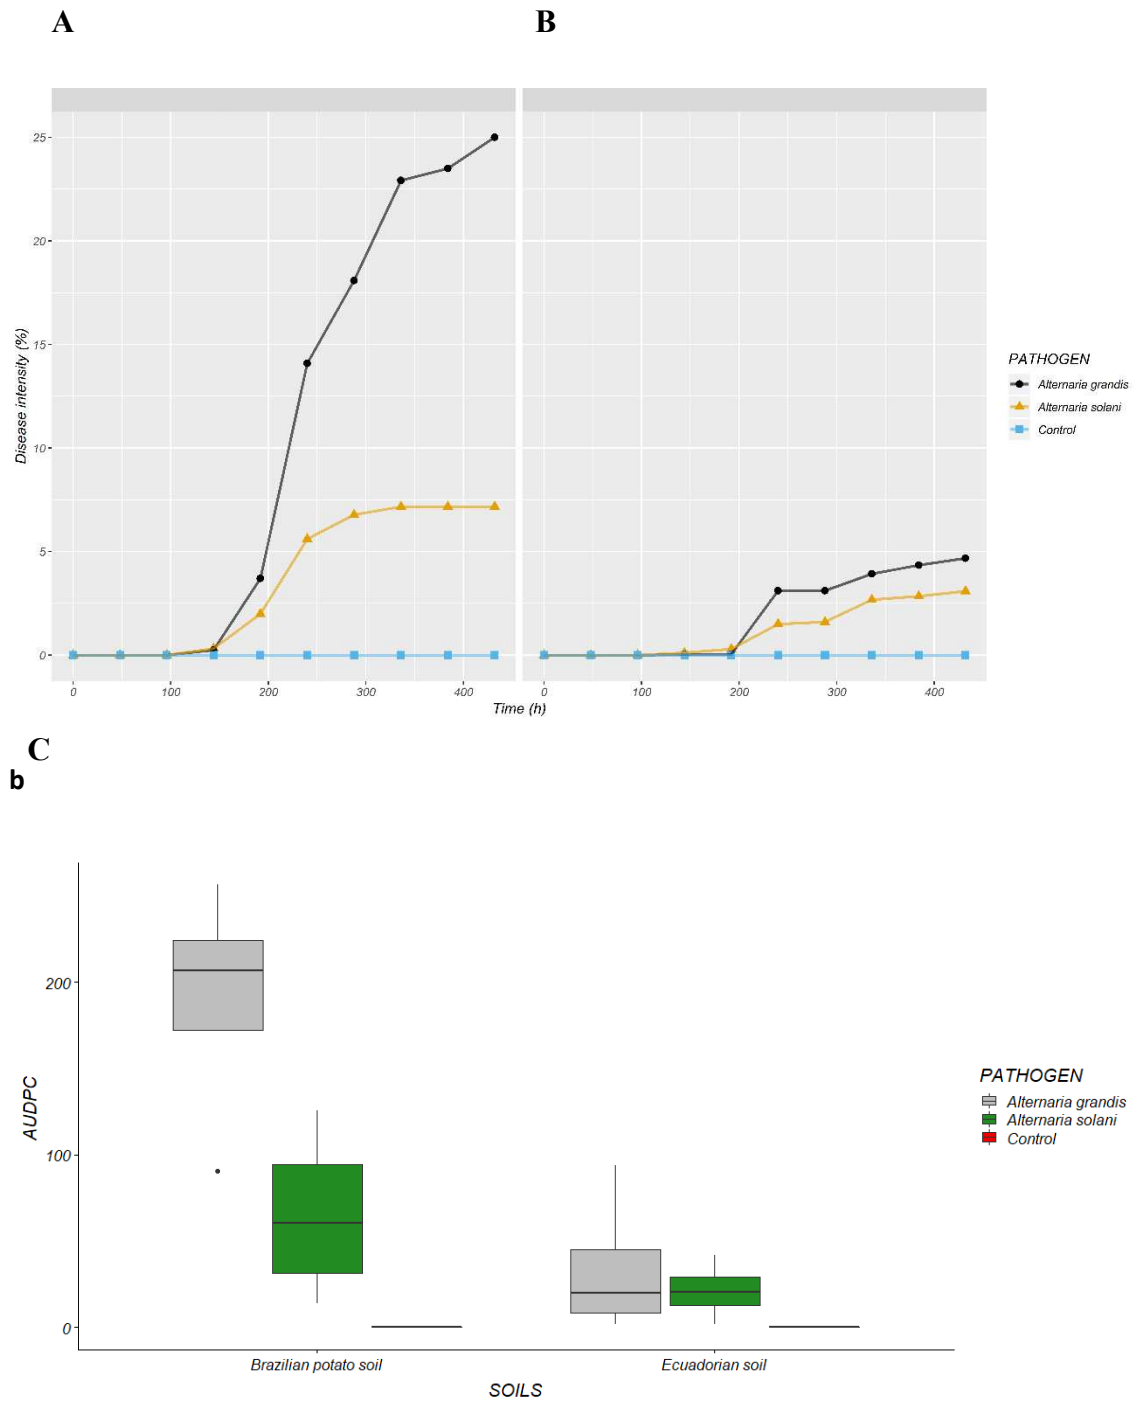 A
B
25
20
15
10
5
0
Disease intensity (%)
0 100 200 300 400
0 100 200 300 400
Time (h)
PATHOGEN
Alternaria grandis
Alternaria solani
Control
C
b
200
100
0
AUDPC
Brazilian potato soil
Ecuadorian soil
SOILS
PATHOGEN
Alternaria grandis
Alternaria solani
Control